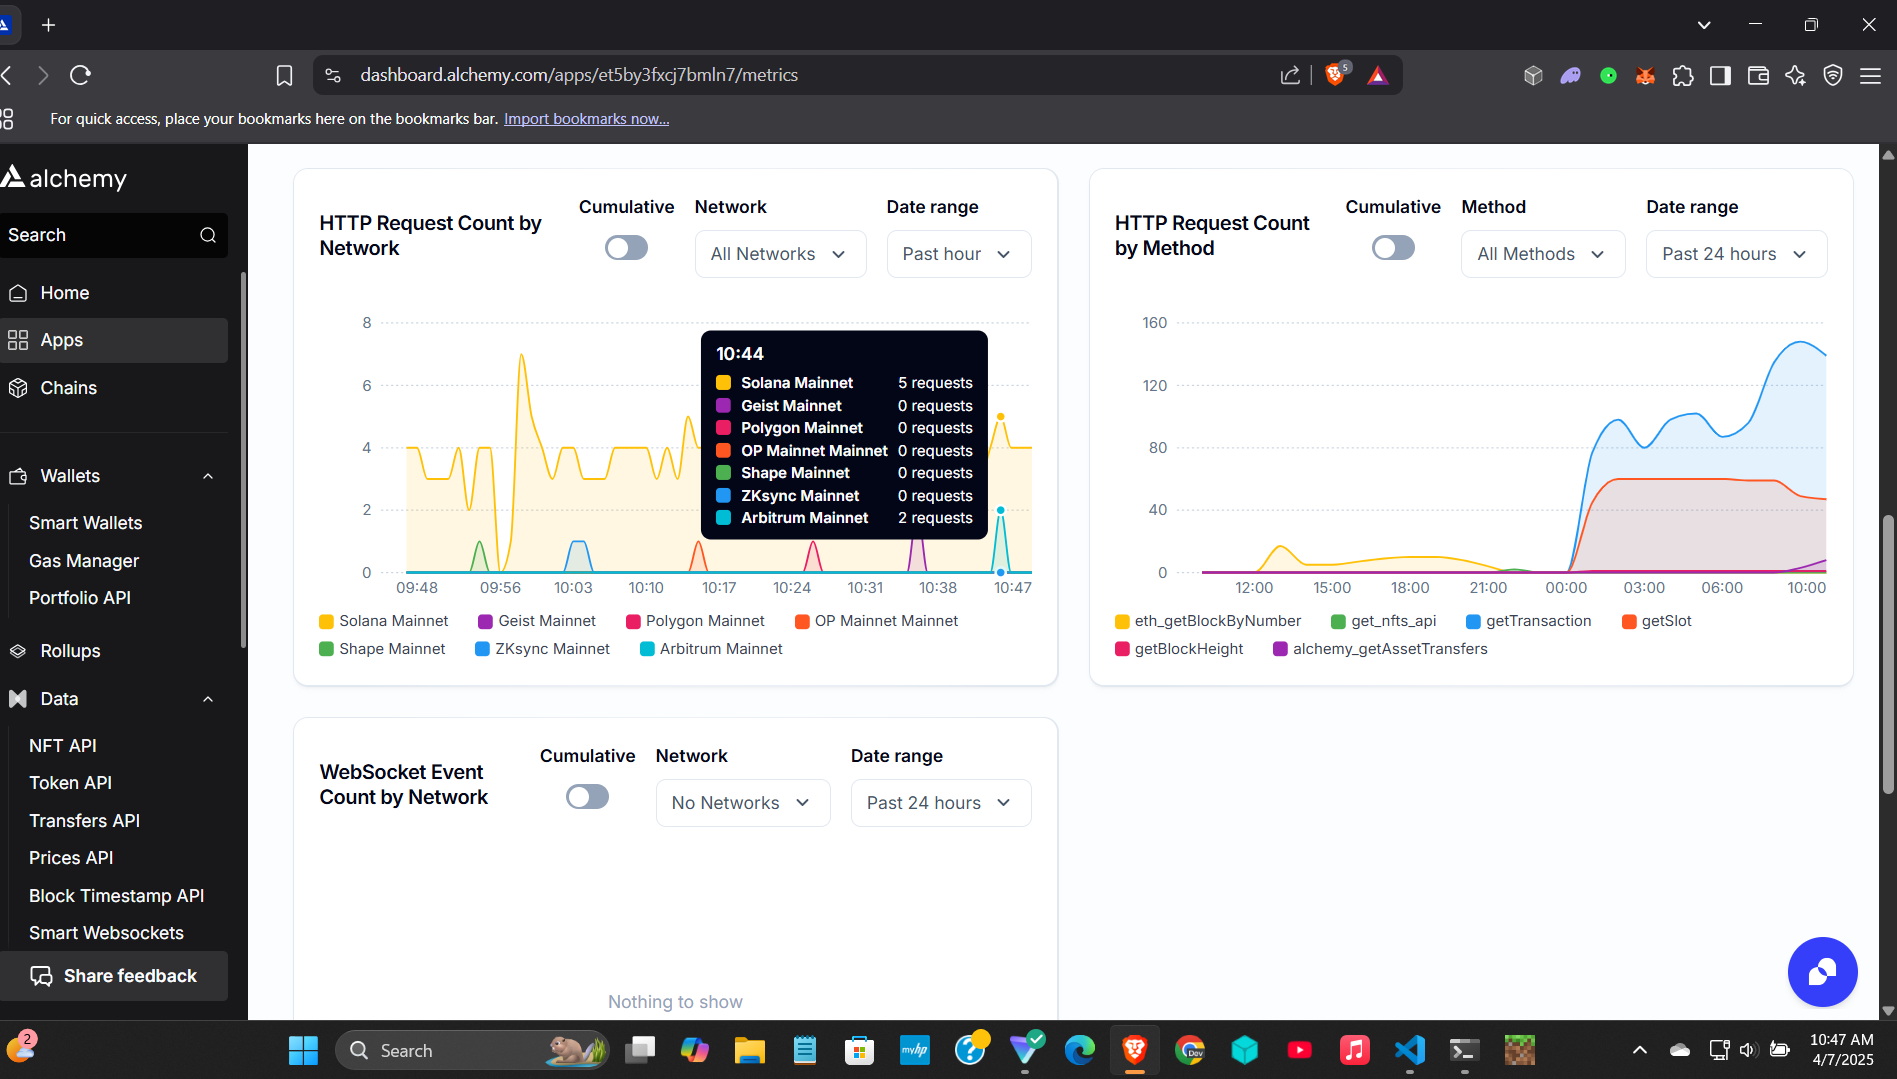 dashboard.alchemy.com/apps/et5by3fxcj7bmln7/metrics
5
For quick access, place your bookmarks here on the bookmarks bar. Import bookmarks now...
alchemy
Search
Home
Apps
Chains
Wallets
Smart Wallets
Gas Manager
Portfolio API
Rollups
Data
NFT API
Token API
Transfers API
Prices API
Block Timestamp API
Smart Websockets
Share feedback
HTTP Request Count by Network
Cumulative
Network
All Networks
Date range
Past hour
8
6
4
2
0
10:44
Solana Mainnet 5 requests
Geist Mainnet 0 requests
Polygon Mainnet 0 requests
OP Mainnet Mainnet 0 requests
Shape Mainnet 0 requests
ZKsync Mainnet 0 requests
Arbitrum Mainnet 2 requests
09:48 09:56 10:03 10:10 10:17 10:24 10:31 10:38 10:47
Solana Mainnet Geist Mainnet Polygon Mainnet OP Mainnet Mainnet
Shape Mainnet ZKsync Mainnet Arbitrum Mainnet
HTTP Request Count by Method
Cumulative
Method
All Methods
Date range
Past 24 hours
160
120
80
40
0
12:00 15:00 18:00 21:00 00:00 03:00 06:00 10:00
eth_getBlockByNumber get_nfts_api getTransaction getSlot
getBlockHeight alchemy_getAssetTransfers
WebSocket Event Count by Network
Cumulative
Network
No Networks
Date range
Past 24 hours
Nothing to show
2
Search
myhp
Dev
10:47 AM
4/7/2025